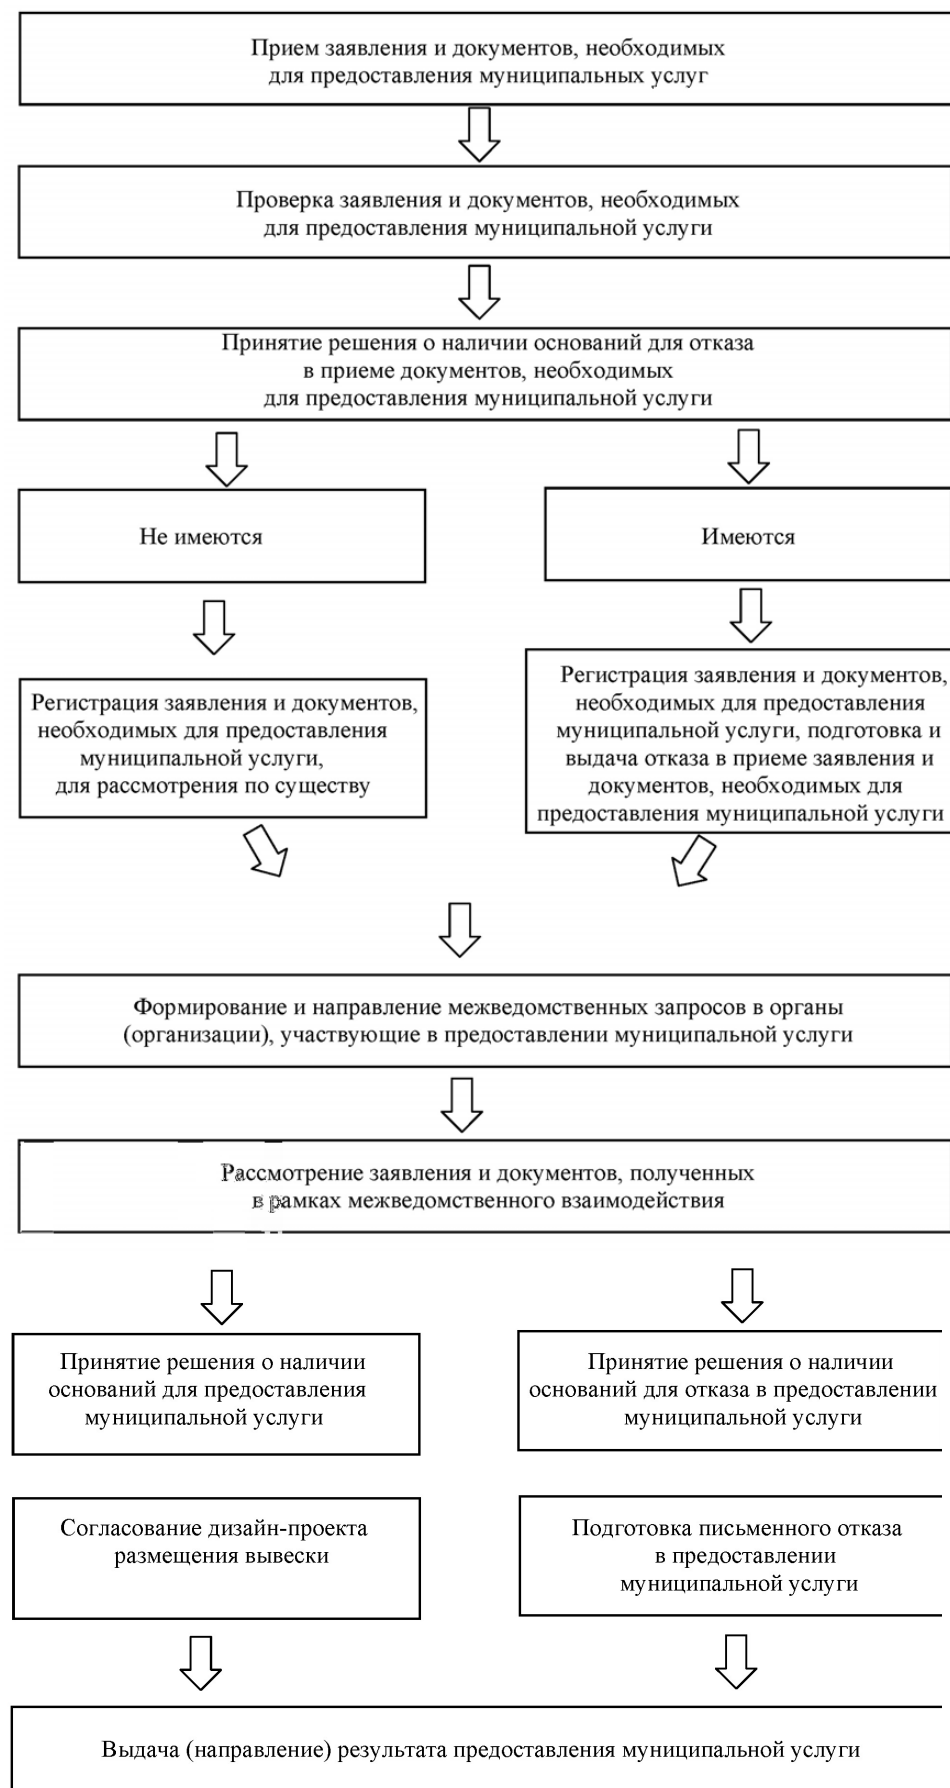 Прием заявления и документов, необходимых
для предоставления муниципальных услуг
Проверка заявления и документов, необходимых
для предоставления муниципальной услуги
Принятие решения о наличии оснований для отказа
в приеме документов, необходимых
для предоставления муниципальной услуги
Не имеются
Имеются
Регистрация заявления и документов,
необходимых для предоставления
муниципальной услуги,
для рассмотрения по существу
Регистрация заявления и документов,
необходимых для предоставления
муниципальной услуги, подготовка и
выдача отказа в приеме заявления и
документов, необходимых для
предоставления муниципальной услуги
Формирование и направление межведомственных запросов в органы
(организации), участвующие в предоставлении муниципальной услуги
Рассмотрение заявления и документов, полученных
в рамках межведомственного взаимодействия
Принятие решения о наличии
оснований для предоставления
муниципальной услуги
Принятие решения о наличии
оснований для отказа в предоставлении
муниципальной услуги
Согласование дизайн-проекта
размещения вывески
Подготовка письменного отказа
в предоставлении
муниципальной услуги
Выдача (направление) результата предоставления муниципальной услуги